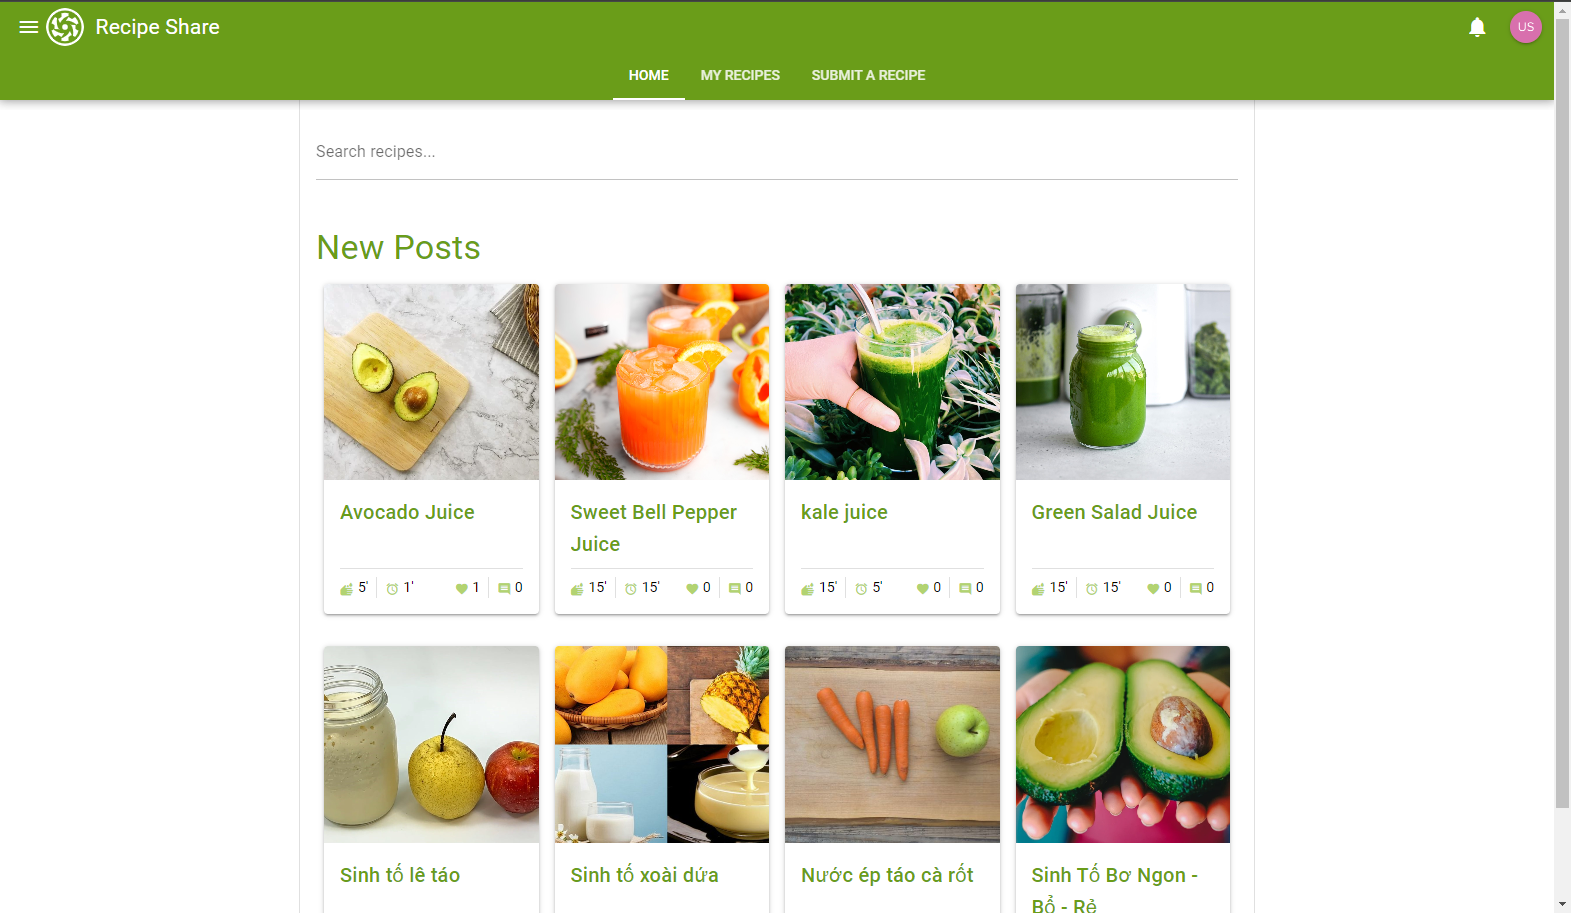 Recipe Share
US
HOME MY RECIPES SUBMIT A RECIPE
Search recipes...
New Posts
Avocado Juice
5' 1' 1 0
Sweet Bell Pepper
Juice
15' 15' 0 0
kale juice
15' 5' 0 0
Green Salad Juice
15' 15' 0 0
Sinh tố lê táo
Sinh tố xoài dứa
Nước ép táo cà rốt
Sinh Tố Bơ Ngon -
Bổ - Rẻ